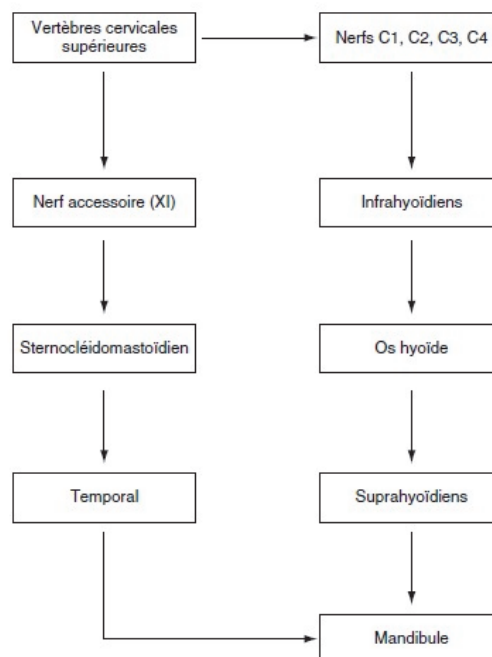 Vertèbres cervicales
supérieures
Nerfs C1, C2, C3, C4
Nerf accessoire (XI)
Infrahyoïdiens
Sternocléidomastoïdien
Os hyoïde
Temporal
Suprahyoïdiens
Mandibule